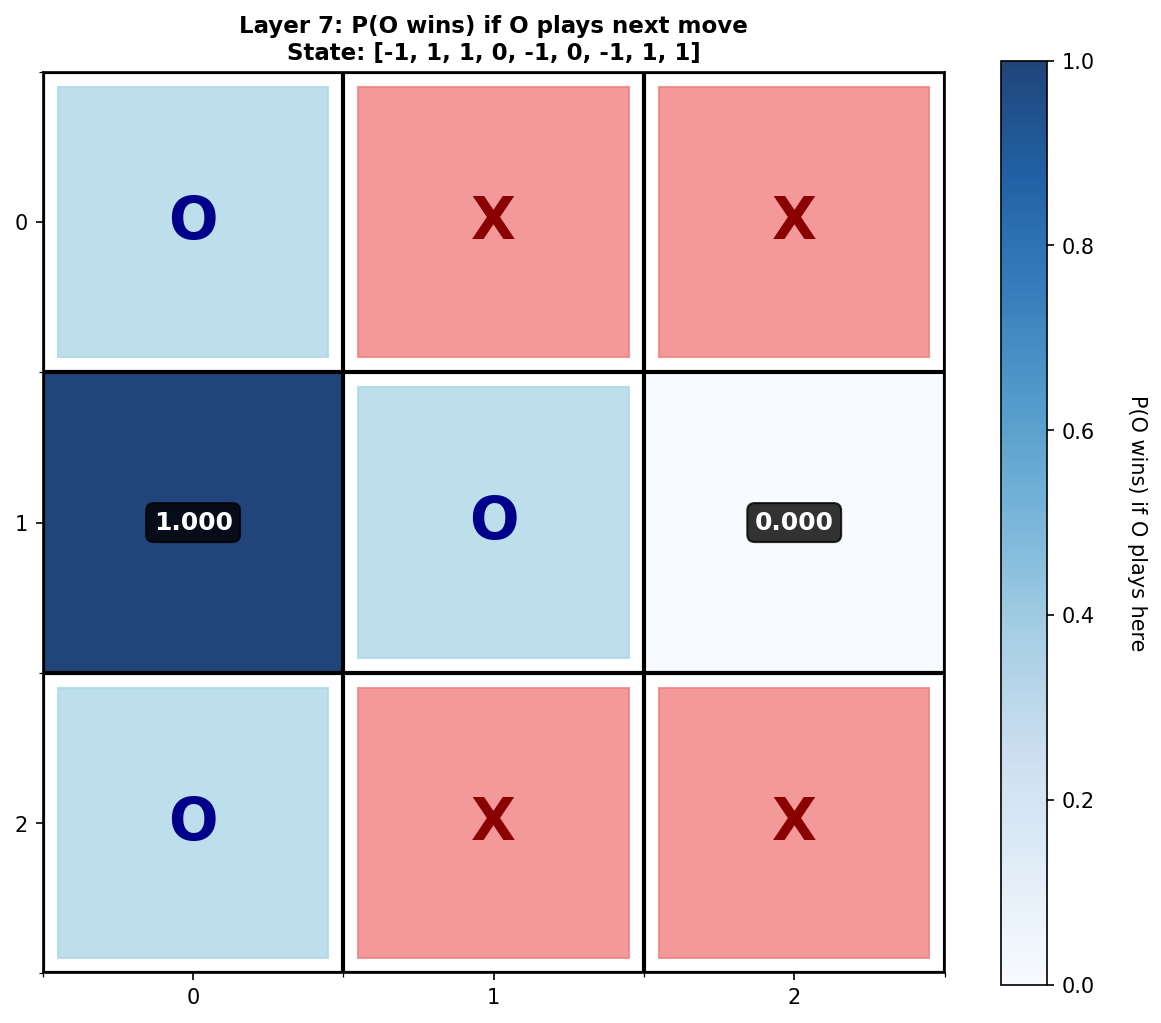 Layer 7: P(O wins) if O plays next move
State: [-1, 1, 1, 0, -1, 0, -1, 1, 1]
O X X
1.000 O 0.000
O X X
0
1
2
0 1 2
1.0
0.8
0.6
0.4
0.2
0.0
P(O wins) if O plays here